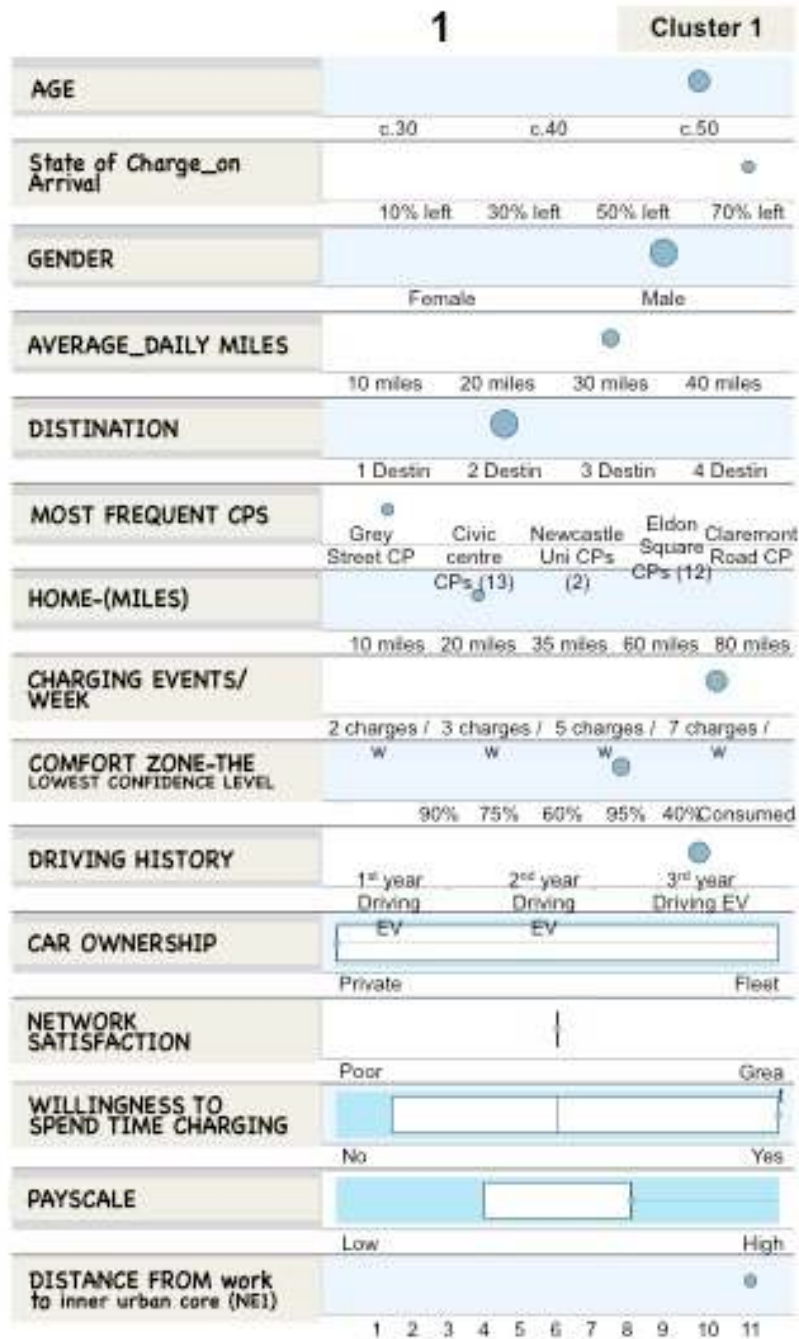 1 Cluster 1
AGE
c.30 c.40 c.50
State of Charge_on
Arrival
10% left 30% left 50% left 70% left
GENDER
Female Male
AVERAGE_DAILY MILES
10 miles 20 miles 30 miles 40 miles
DISTINATION
1 Destin 2 Destin 3 Destin 4 Destin
MOST FREQUENT CPS
Grey Street CP
Civic centre CPs (13)
Newcastle Uni CPs (2)
Eldon Square CPs (12)
Claremont Road CP
HOME-(MILES)
10 miles 20 miles 35 miles 60 miles 80 miles
CHARGING EVENTS/
WEEK
2 charges / w 3 charges / w 5 charges / w 7 charges / w
COMFORT ZONE-THE
LOWEST CONFIDENCE LEVEL
90% 75% 60% 95% 40%Consumed
DRIVING HISTORY
1st year Driving EV
2nd year Driving EV
3rd year Driving EV
CAR OWNERSHIP
Private Fleet
NETWORK
SATISFACTION
Poor Grea
WILLINGNESS TO
SPEND TIME CHARGING
No Yes
PAYSCALE
Low High
DISTANCE FROM work
to inner urban core (NE1)
1 2 3 4 5 6 7 8 9 10 11